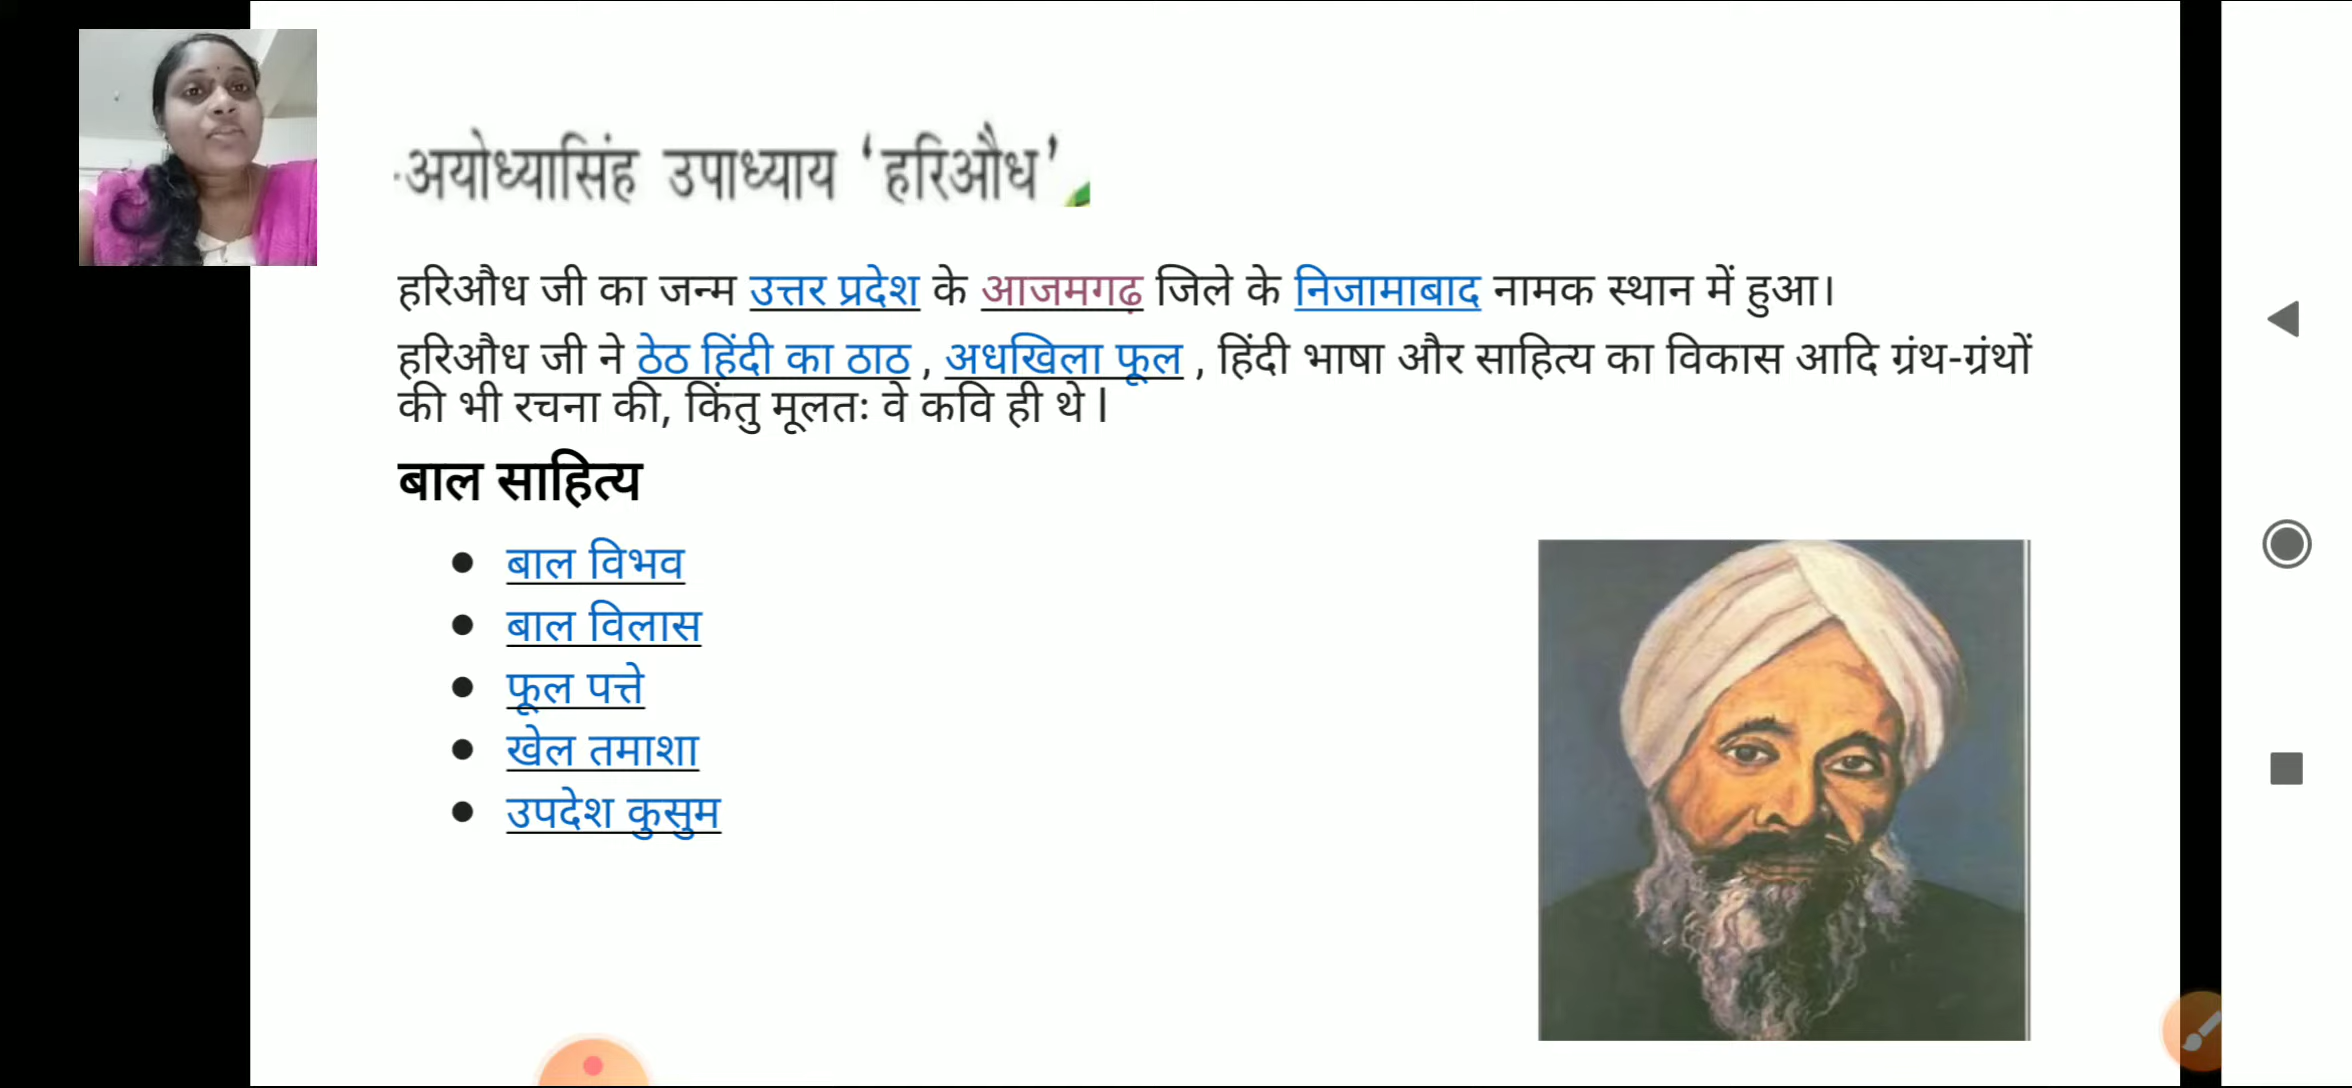 -अयोध्यासिंह उपाध्याय ‘हरिऔध’
हरिऔध जी का जन्म उत्तर प्रदेश के आजमगढ़ जिले के निजामाबाद नामक स्थान में हुआ।
हरिऔध जी ने ठेठ हिंदी का ठाठ , अधखिला फूल , हिंदी भाषा और साहित्य का विकास आदि ग्रंथ-ग्रंथों
की भी रचना की, किंतु मूलतः वे कवि ही थे l
बाल साहित्य
● बाल विभव
● बाल विलास
● फूल पत्ते
● खेल तमाशा
● उपदेश कुसुम